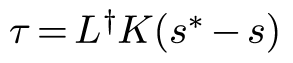 τ = L†K(s* − s)